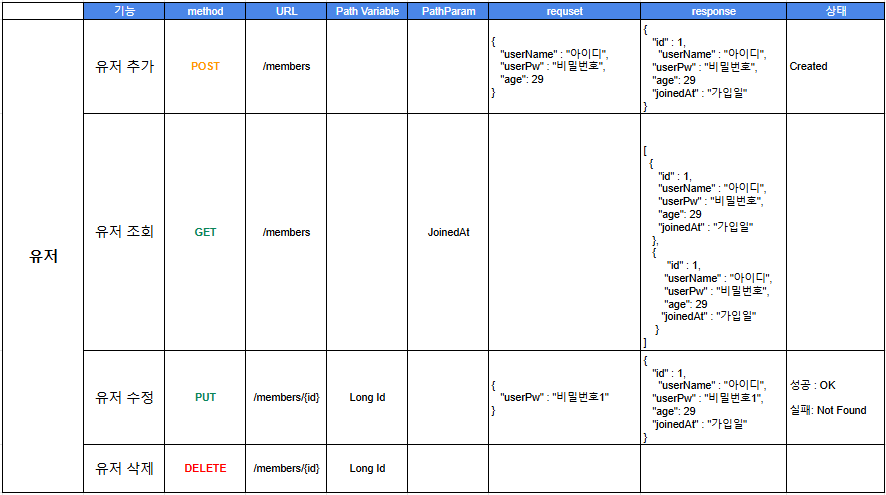 기능 method URL Path Variable PathParam requset response 상태
유저
유저 추가 POST /members
{
"userName" : "아이디",
"userPw" : "비밀번호",
"age": 29
}
{
"id" : 1,
"userName" : "아이디",
"userPw" : "비밀번호",
"age": 29
"joinedAt" : "가입일"
}
Created
유저 조회 GET /members JoinedAt
[
{
"id" : 1,
"userName" : "아이디",
"userPw" : "비밀번호",
"age": 29
"joinedAt" : "가입일"
},
{
"id" : 1,
"userName" : "아이디",
"userPw" : "비밀번호",
"age": 29
"joinedAt" : "가입일"
}
]
유저 수정 PUT /members/{id} Long Id
{
"userPw" : "비밀번호1"
}
{
"id" : 1,
"userName" : "아이디",
"userPw" : "비밀번호1",
"age": 29
"joinedAt" : "가입일"
}
성공 : OK
실패: Not Found
유저 삭제 DELETE /members/{id} Long Id